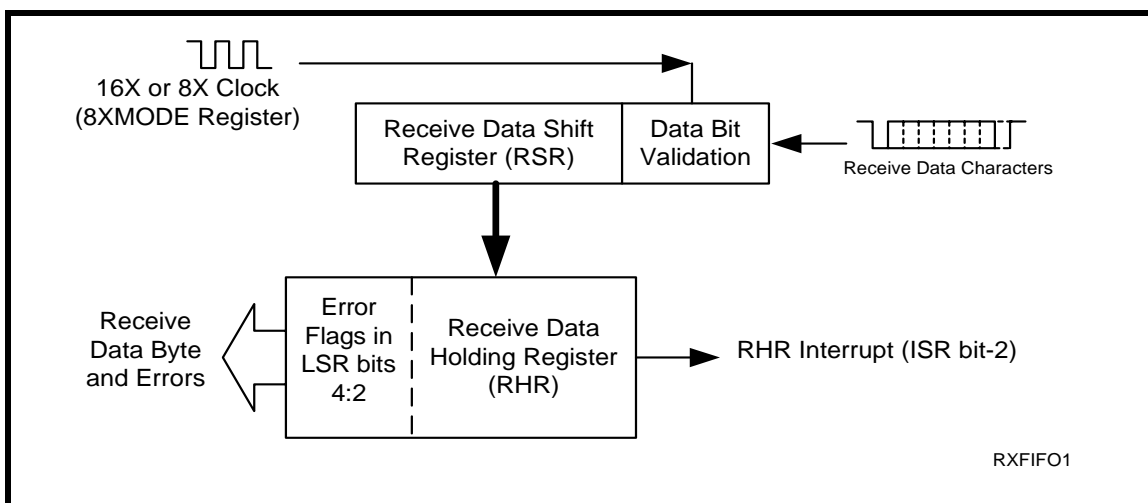 16X or 8X Clock
(8XMODE Register)
Receive Data Shift
Register (RSR)
Data Bit
Validation
Receive Data Characters
Receive
Data Byte
and Errors
Error
Flags in
LSR bits
4:2
Receive Data
Holding Register
(RHR)
RHR Interrupt (ISR bit-2)
RXFIFO1